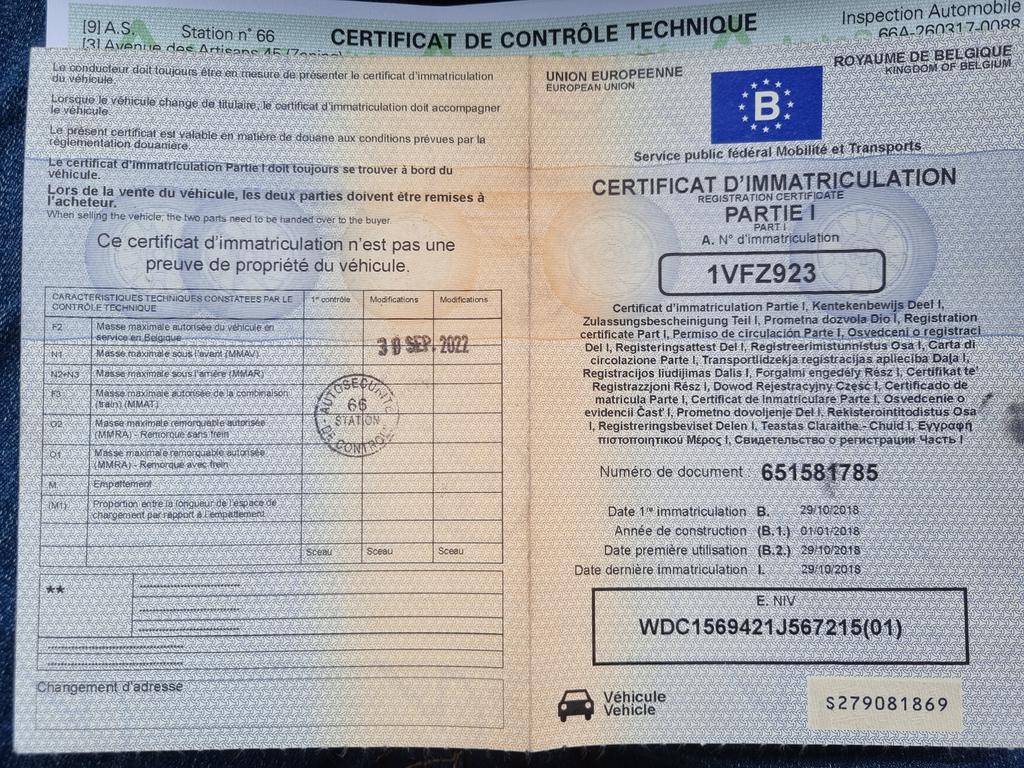 [9] A.S. Station n° 66
CERTIFICAT DE CONTRÔLE TECHNIQUE
Inspection Automobile
[3] Avenue des Artisans
66A-260317-0088
Le conducteur doit toujours être en mesure de présenter le certificat d'immatriculation
du véhicule.
Lorsque le véhicule change de titulaire, le certificat d'immatriculation doit accompagner
le véhicule.
Le présent certificat est valable en matière de douane aux conditions prévues par la
réglementation douanière.
Le certificat d'immatriculation Partie I doit toujours se trouver à bord du
véhicule.
Lors de la vente du véhicule, les deux parties doivent être remises à
l'acheteur.
When selling the vehicle, the two parts need to be handed over to the buyer.
Ce certificat d'immatriculation n'est pas une
preuve de propriété du véhicule.
CARACTERISTIQUES TECHNIQUES CONSTATEES PAR LE
CONTRÔLE TECHNIQUE
1er contrôle
Modifications
Modifications
F2 Masse maximale autorisée du véhicule en
service en Belgique
30 SEP. 2022
N1 Masse maximale sous l'avant (MMAV)
N2+N3 Masse maximale sous l'arrière (MMAR)
F3 Masse maximale autorisée de la combinaison
(train) (MMAT)
AUTOSECURITE
66
STATION
DE CONTROL
O2 Masse maximale remorquable autorisée
(MMRA) - Remorque sans frein
O1 Masse maximale remorquable autorisée
(MMRA) - Remorque avec frein
M Empattement
(M1) Proportion entre la longueur de l'espace de
chargement par rapport à l'empattement
Sceau Sceau Sceau
**
Changement d'adresse
UNION EUROPEENNE
EUROPEAN UNION
B
ROYAUME DE BELGIQUE
KINGDOM OF BELGIUM
Service public fédéral Mobilité et Transports
CERTIFICAT D'IMMATRICULATION
REGISTRATION CERTIFICATE
PARTIE I
PART I
A. N° d'immatriculation
1VFZ923
Certificat d'immatriculation Partie I, Kentekenbewijs Deel I,
Zulassungsbescheinigung Teil I, Prometna dozvola Dio I, Registration
certificate Part I, Permiso de circulación Parte I, Osvedceni o registraci
Del I, Registeringsattest Del I, Registreerimistunnistus Osa I, Carta di
circolazione Parte I, Transportlidzekja registracijas aplieciba Daļa I,
Registracijos liudijimas Dalis I, Forgalmi engedély Rész I, Certifikat te'
Registrazzjoni Rész I, Dowod Rejestracyjny Część I, Certificado de
matricula Parte I, Certificat de Inmatriculare Parte I, Osvedcenie o
evidencii Časť I, Prometno dovoljenje Del I, Rekisterointitodistus Osa
I, Registreringsbeviset Delen I, Teastas Claraithe - Chuid I, Εγγραφή
πιστοποιητικού Μέρος I, Свидетельство о регистрации Часть I
Numéro de document : 651581785
Date 1re immatriculation B. 29/10/2018
Année de construction (B.1.) 01/01/2018
Date première utilisation (B.2.) 29/10/2018
Date dernière immatriculation I. 29/10/2018
E. NIV
WDC1569421J567215(01)
Véhicule
Vehicle
S279081869